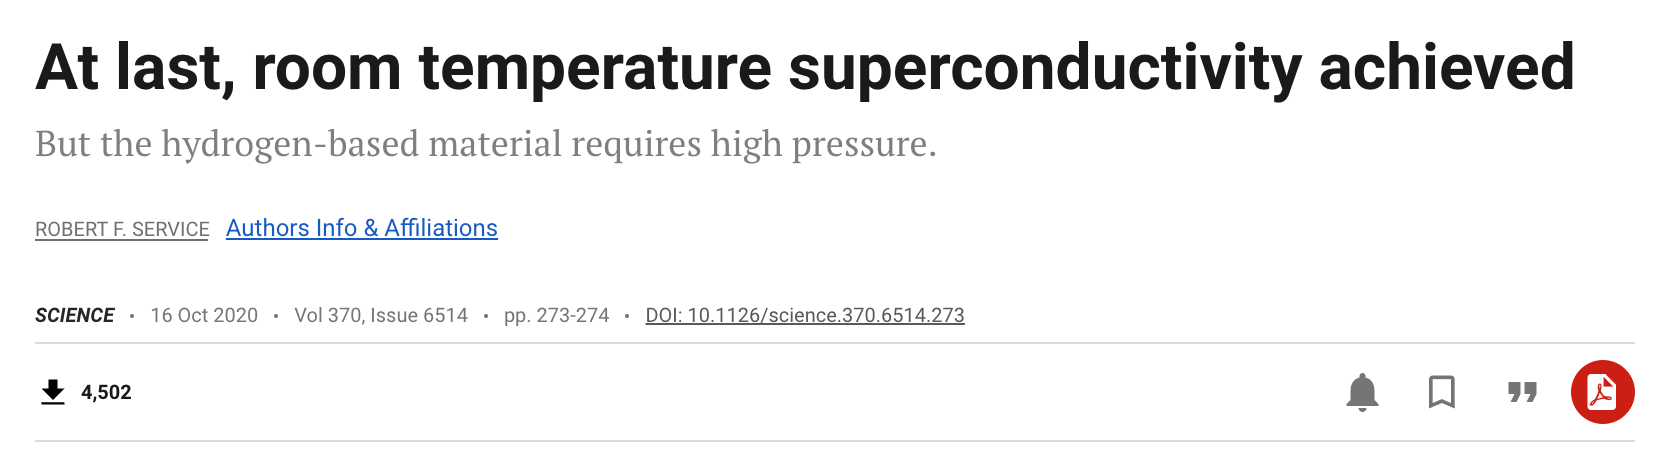 At last, room temperature superconductivity achieved
But the hydrogen-based material requires high pressure.
ROBERT F. SERVICE Authors Info & Affiliations
SCIENCE • 16 Oct 2020 • Vol 370, Issue 6514 • pp. 273-274 • DOI: 10.1126/science.370.6514.273
4,502